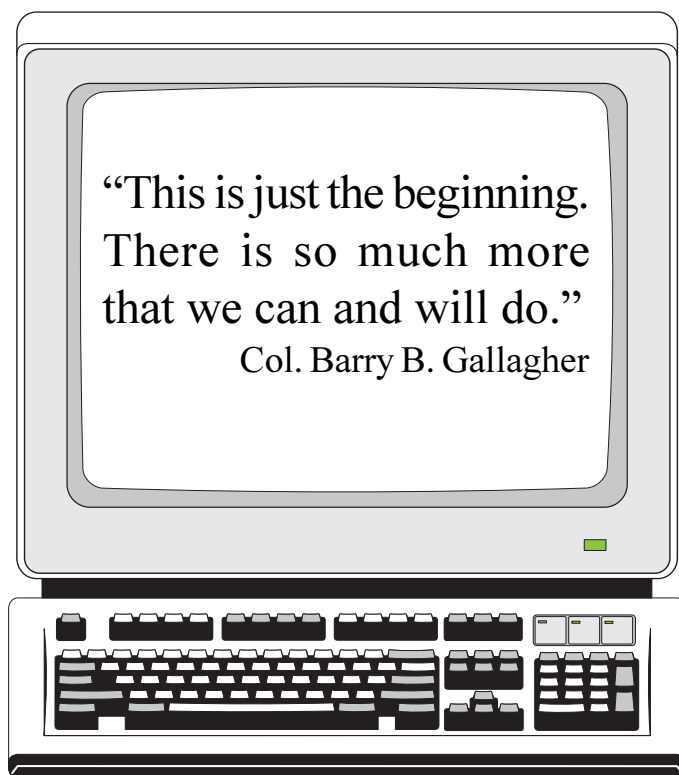 “This is just the beginning.
There is so much more
that we can and will do.”
Col. Barry B. Gallagher